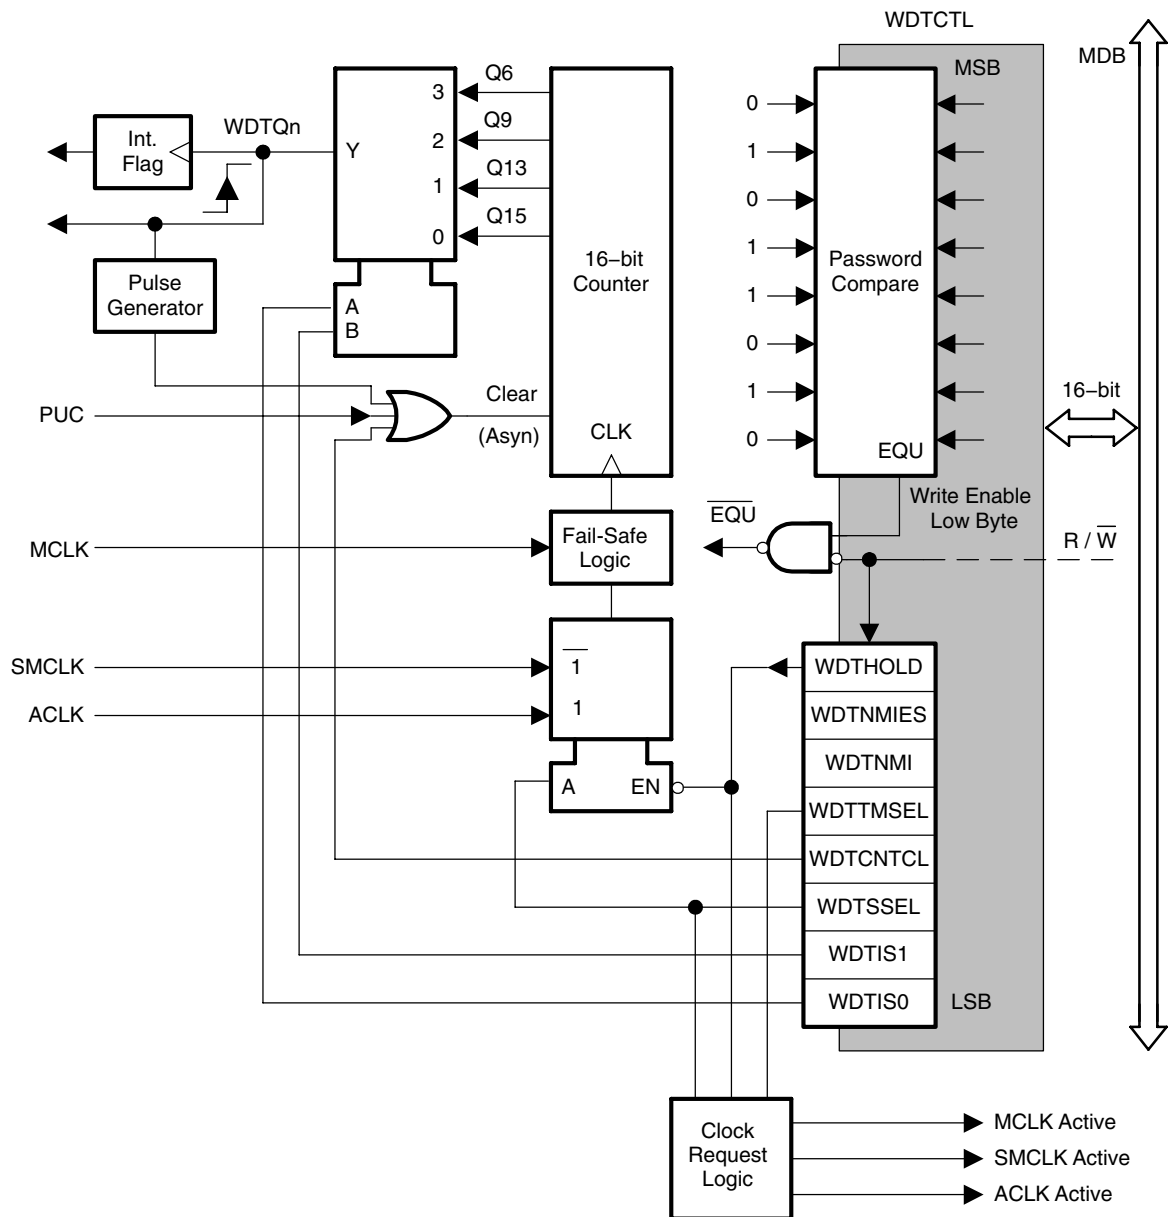 WDTCTL
MDB
MSB
3
Q6
2
Q9
1
Q13
0
Q15
Y
WDTQn
Int.
Flag
Pulse
Generator
A
B
16−bit
Counter
Clear
(Asyn)
CLK
PUC
0
1
0
1
1
0
1
0
Password
Compare
EQU
16−bit
Write Enable
Low Byte
EQU
R / W
MCLK
Fail-Safe
Logic
SMCLK
1
ACLK
1
A
EN
WDTHOLD
WDTNMIES
WDTNMI
WDTTMSEL
WDTCNTCL
WDTSSEL
WDTIS1
WDTIS0
LSB
Clock
Request
Logic
MCLK Active
SMCLK Active
ACLK Active